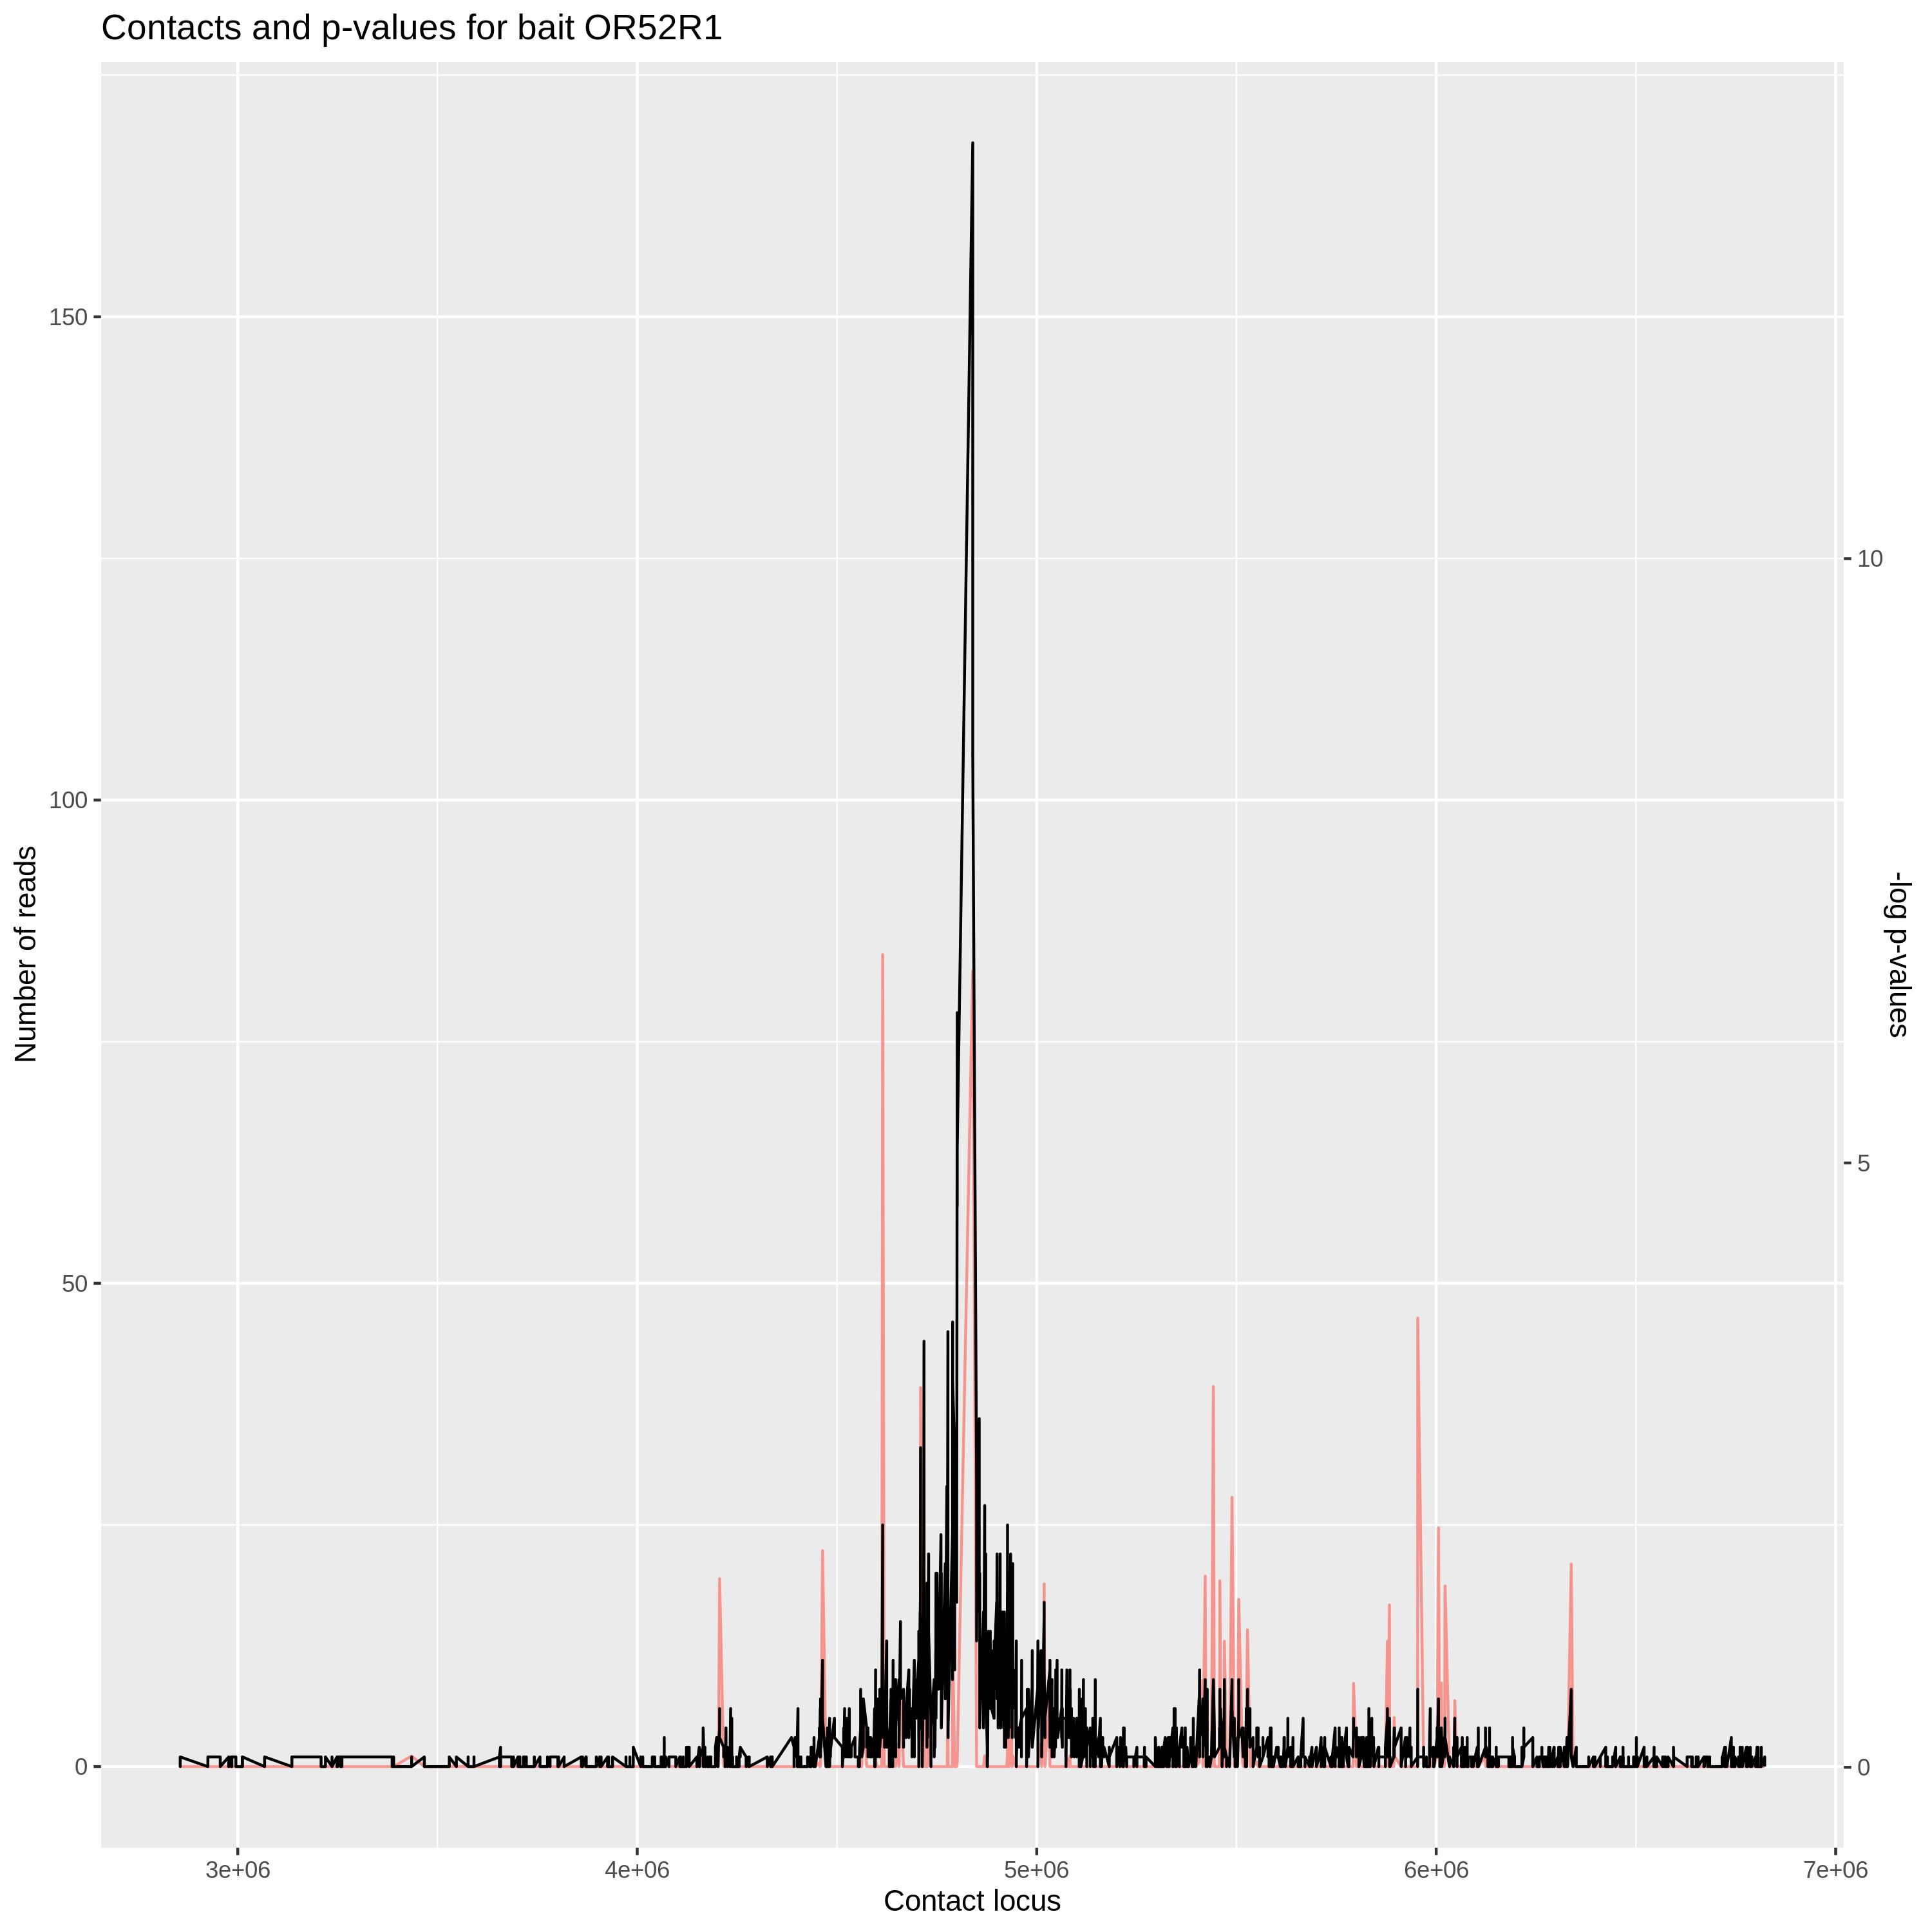 Contacts and p-values for bait OR52R1
150
100
50
0
Number of reads
10
5
0
-log p-values
3e+06
4e+06
5e+06
6e+06
7e+06
Contact locus